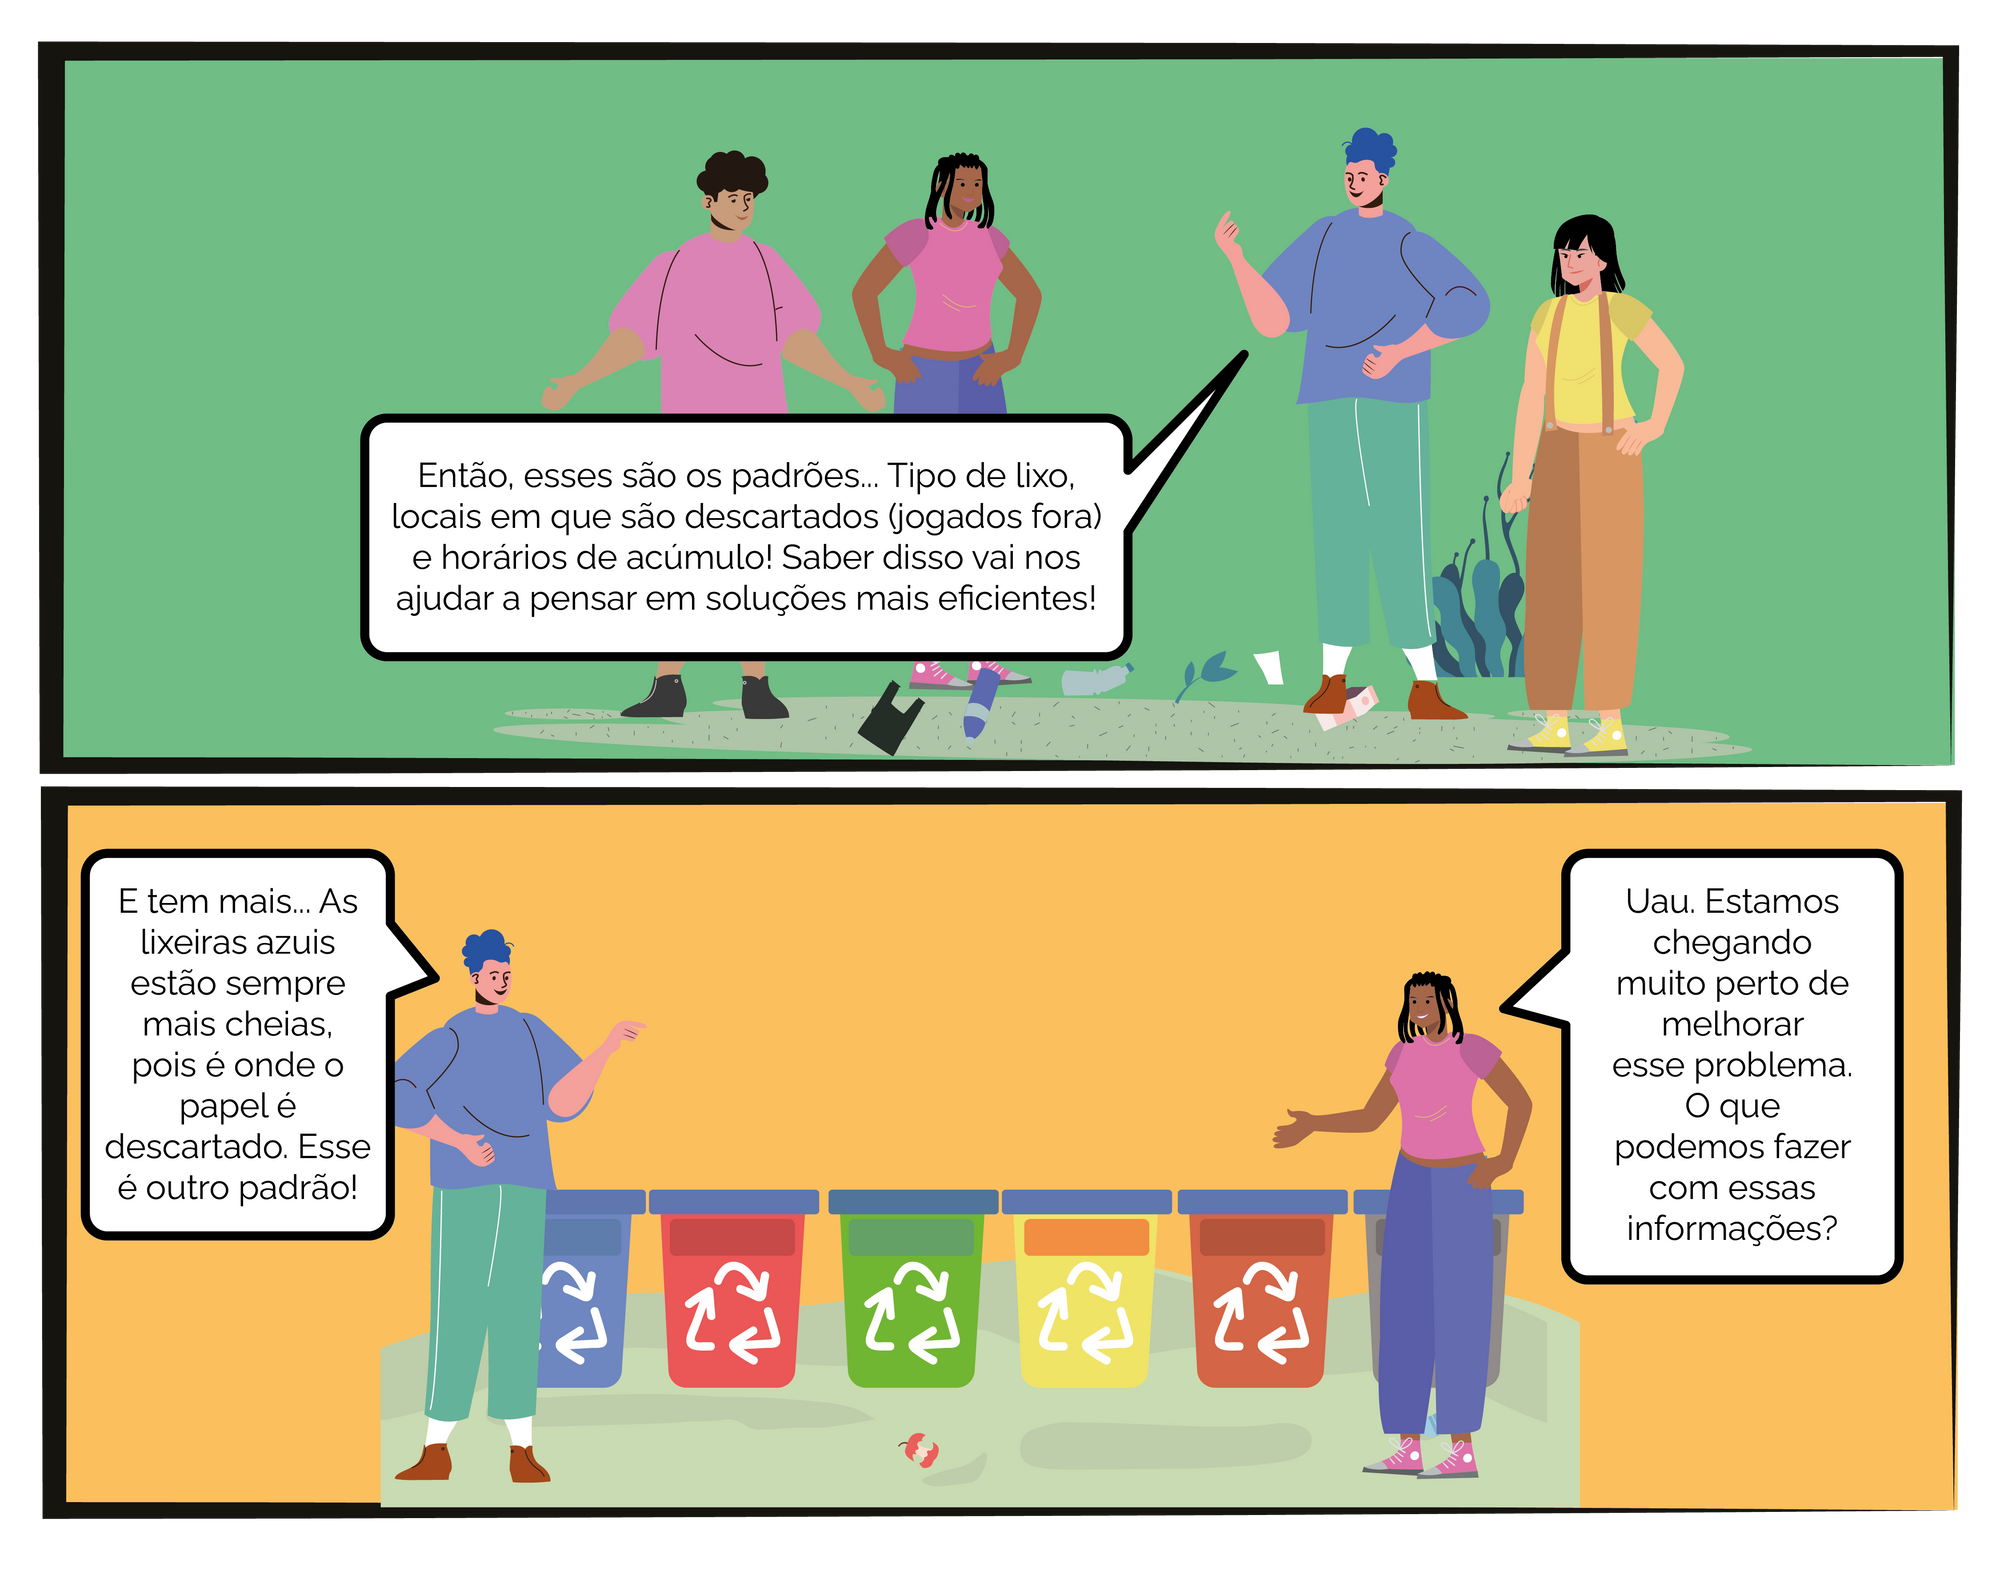 Então, esses são os padrões... Tipo de lixo,
locais em que são descartados (jogados fora)
e horários de acúmulo! Saber disso vai nos
ajudar a pensar em soluções mais eficientes!
E tem mais... As
lixeiras azuis
estão sempre
mais cheias,
pois é onde o
papel é
descartado. Esse
é outro padrão!
Uau. Estamos
chegando
muito perto de
melhorar
esse problema.
O que
podemos fazer
com essas
informações?